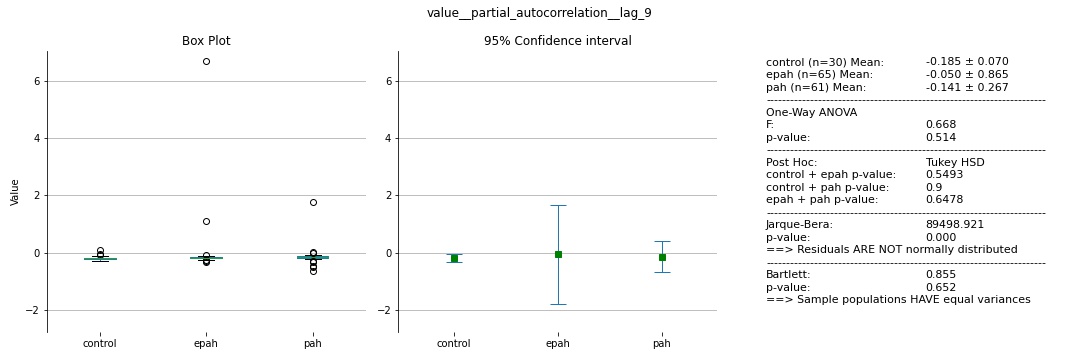 value__partial_autocorrelation__lag_9
Box Plot
Value
6
4
2
0
−2
control epah pah
95% Confidence interval
6
4
2
0
−2
control epah pah
control (n=30) Mean: -0.185 ± 0.070
epah (n=65) Mean: -0.050 ± 0.865
pah (n=61) Mean: -0.141 ± 0.267
One-Way ANOVA
F: 0.668
p-value: 0.514
Post Hoc: Tukey HSD
control + epah p-value: 0.5493
control + pah p-value: 0.9
epah + pah p-value: 0.6478
Jarque-Bera: 89498.921
p-value: 0.000
==> Residuals ARE NOT normally distributed
Bartlett: 0.855
p-value: 0.652
==> Sample populations HAVE equal variances